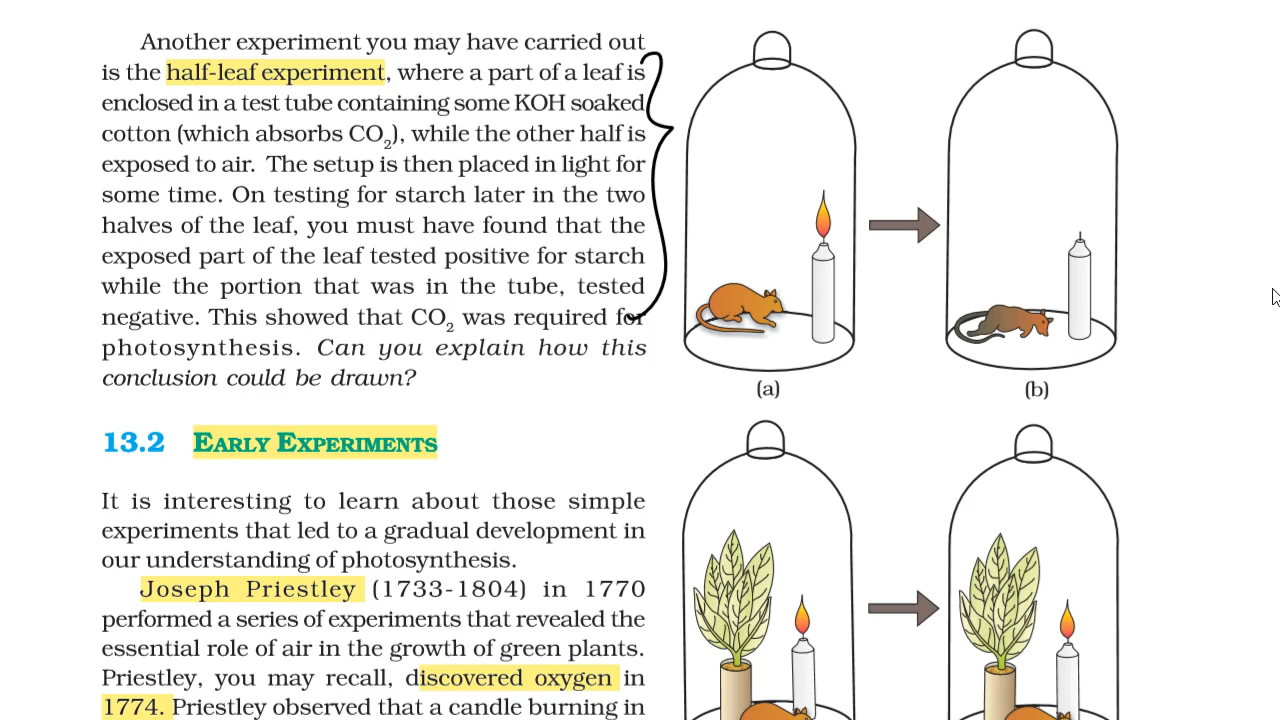 Another experiment you may have carried out
is the half-leaf experiment, where a part of a leaf is
enclosed in a test tube containing some KOH soaked
cotton (which absorbs CO₂), while the other half is
exposed to air. The setup is then placed in light for
some time. On testing for starch later in the two
halves of the leaf, you must have found that the
exposed part of the leaf tested positive for starch
while the portion that was in the tube, tested
negative. This showed that CO₂ was required for
photosynthesis. Can you explain how this
conclusion could be drawn?
(a)
(b)
13.2 EARLY EXPERIMENTS
It is interesting to learn about those simple
experiments that led to a gradual development in
our understanding of photosynthesis.
Joseph Priestley (1733-1804) in 1770
performed a series of experiments that revealed the
essential role of air in the growth of green plants.
Priestley, you may recall, discovered oxygen in
1774. Priestley observed that a candle burning in